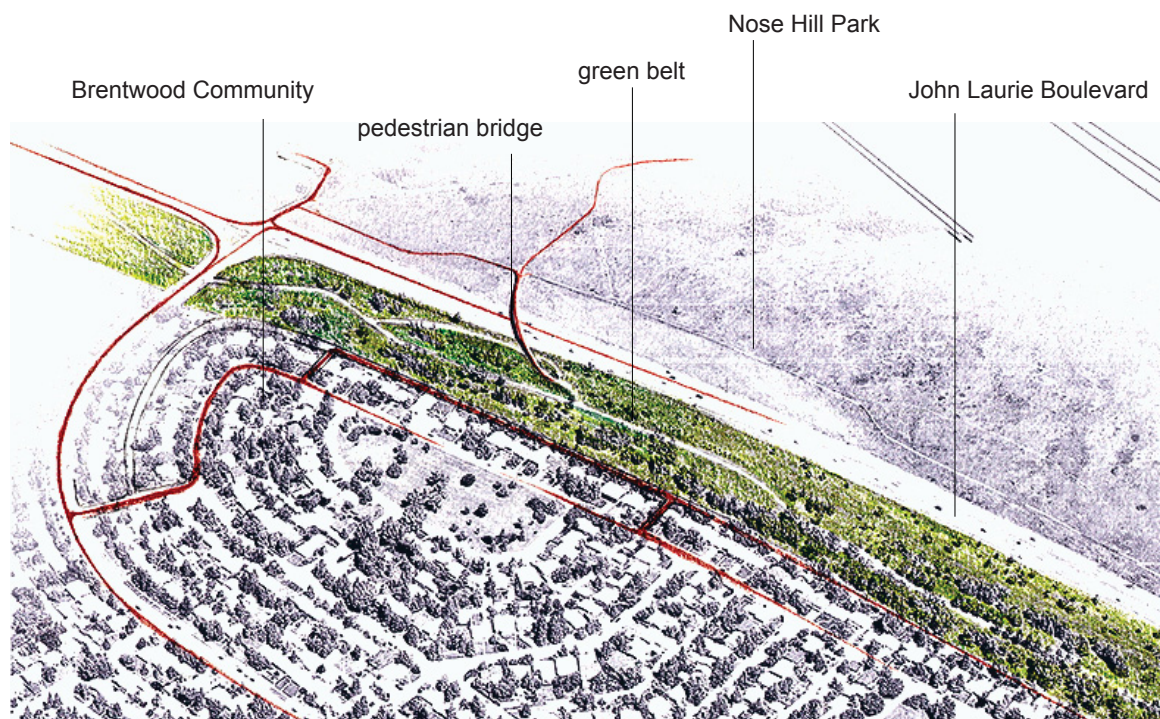 Nose Hill Park
green belt
Brentwood Community
John Laurie Boulevard
pedestrian bridge